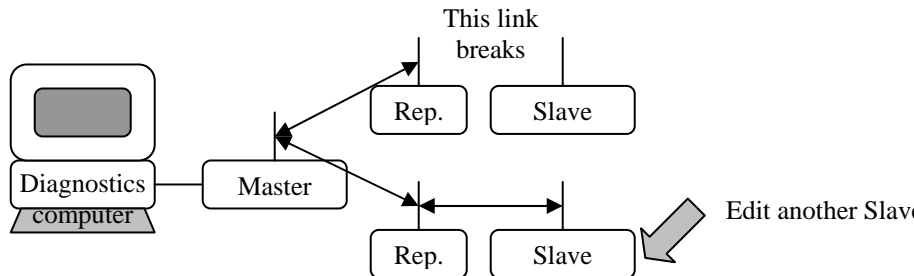 This link
breaks
Rep.
Slave
Diagnostics
computer
Master
Rep.
Slave
Edit another Slave